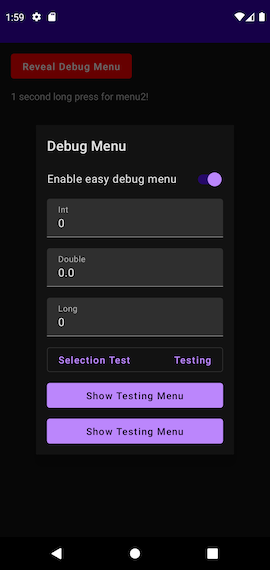 1:59
Reveal Debug Menu
1 second long press for menu2!
Debug Menu
Enable easy debug menu
Int
0
Double
0.0
Long
0
Selection Test Testing
Show Testing Menu
Show Testing Menu